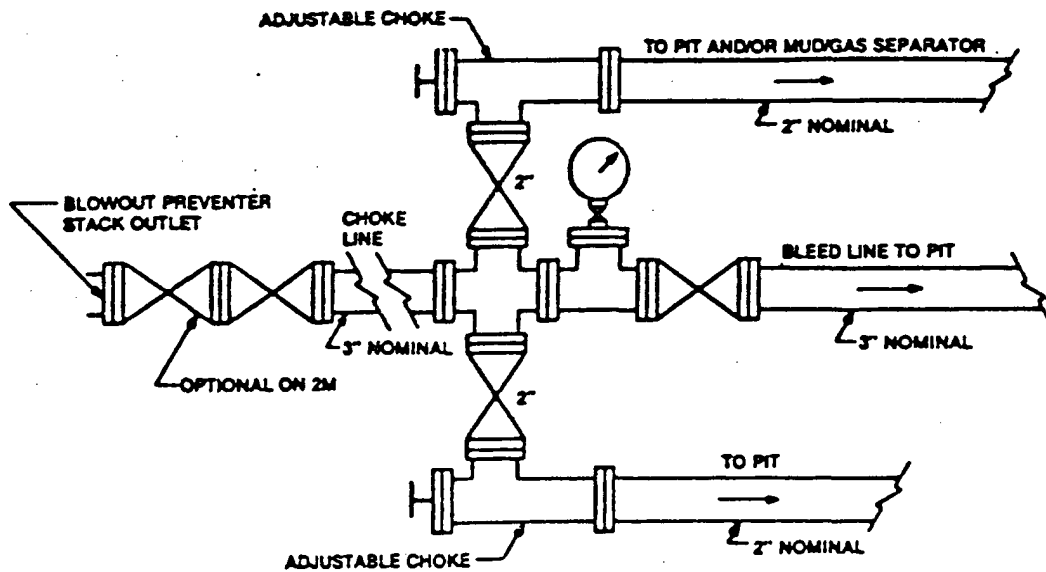 ADJUSTABLE CHOKE
TO PIT AND/OR MUD/GAS SEPARATOR
2" NOMINAL
2"
BLOWOUT PREVENTER
STACK OUTLET
CHOKE
LINE
BLEED LINE TO PIT
3" NOMINAL
3" NOMINAL
OPTIONAL ON 2M
2"
TO PIT
2" NOMINAL
ADJUSTABLE CHOKE